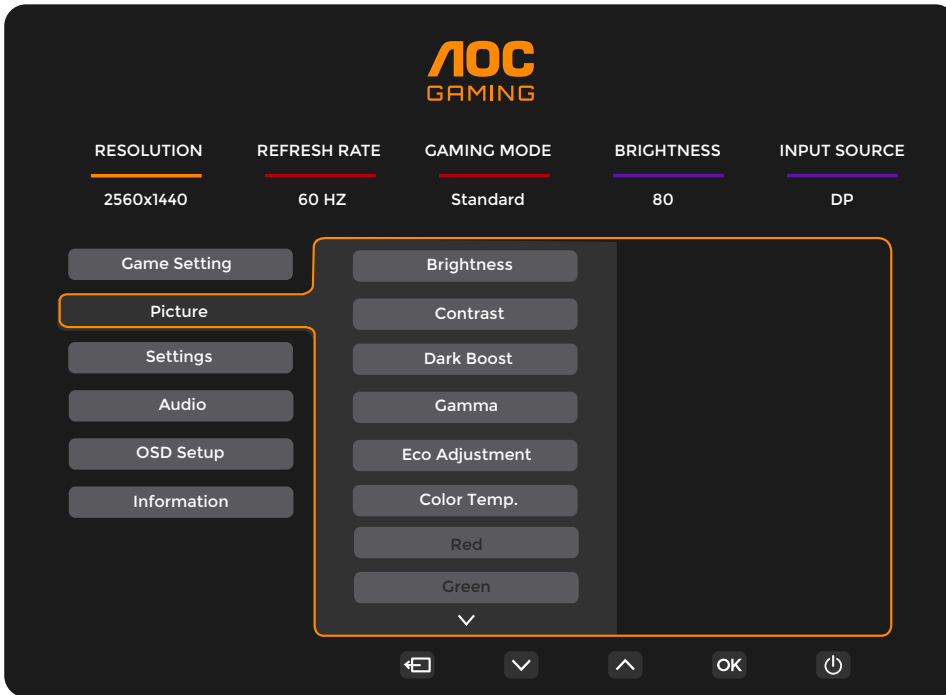 AOC
GAMING
RESOLUTION REFRESH RATE GAMING MODE BRIGHTNESS INPUT SOURCE
2560x1440 60 HZ Standard 80 DP
Game Setting
Picture
Settings
Audio
OSD Setup
Information
Brightness
Contrast
Dark Boost
Gamma
Eco Adjustment
Color Temp.
Red
Green
OK